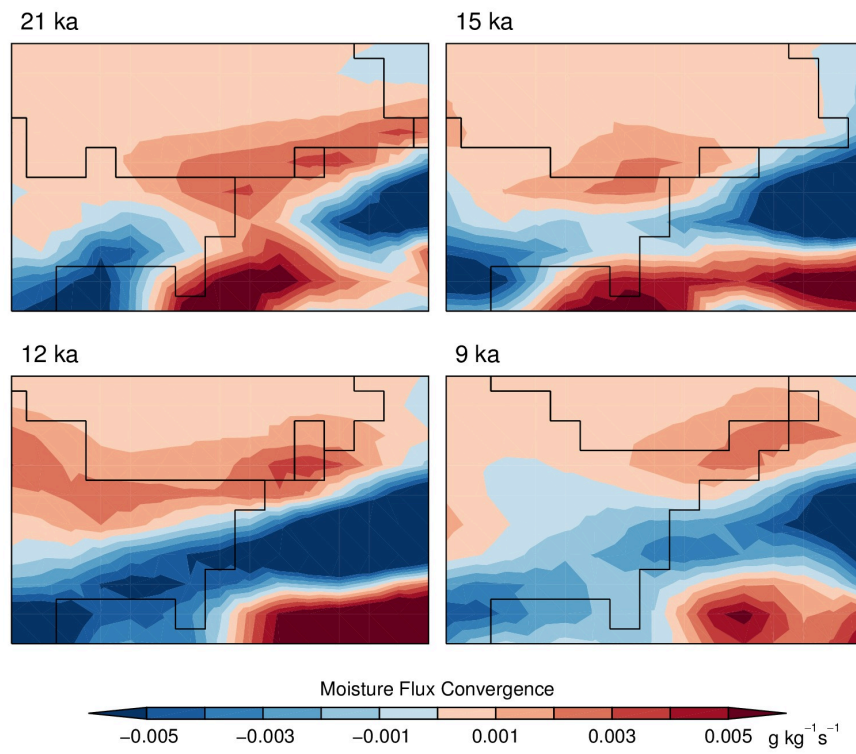 21 ka
15 ka
12 ka
9 ka
Moisture Flux Convergence
−0.005 −0.003 −0.001 0.001 0.003 0.005 g kg⁻¹s⁻¹